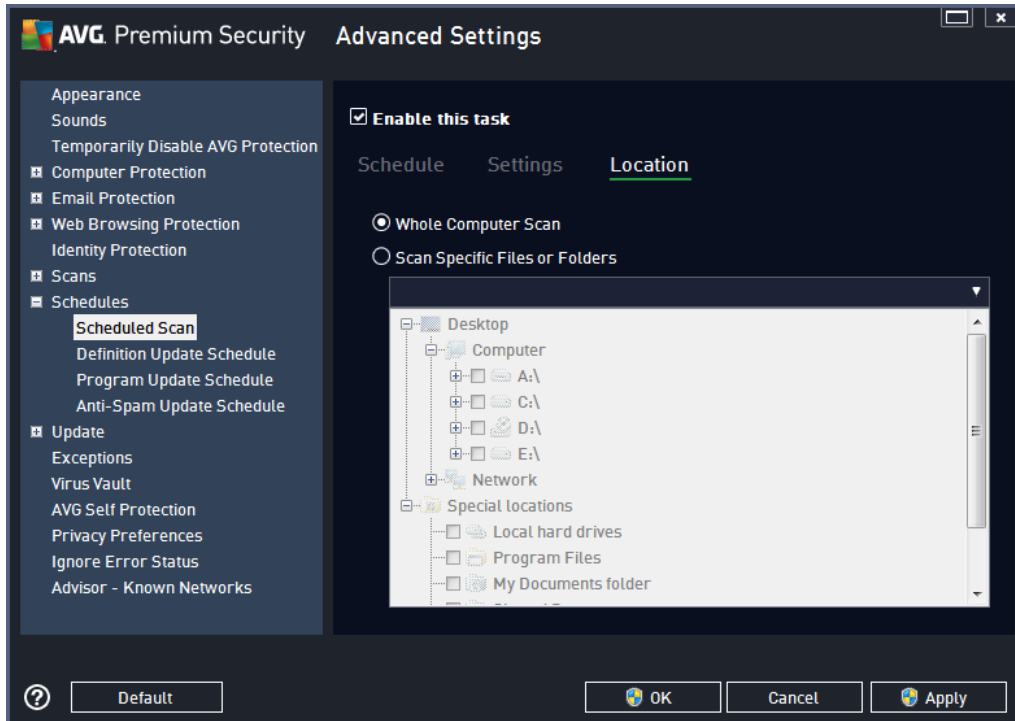 AVG. Premium Security Advanced Settings
Appearance
Sounds
Temporarily Disable AVG Protection
Computer Protection
Email Protection
Web Browsing Protection
Identity Protection
Scans
Schedules
Scheduled Scan
Definition Update Schedule
Program Update Schedule
Anti-Spam Update Schedule
Update
Exceptions
Virus Vault
AVG Self Protection
Privacy Preferences
Ignore Error Status
Advisor - Known Networks
Enable this task
Schedule Settings Location
Whole Computer Scan
Scan Specific Files or Folders
Desktop
Computer
A:\
C:\
D:\
E:\
Network
Special locations
Local hard drives
Program Files
My Documents folder
? Default OK Cancel Apply